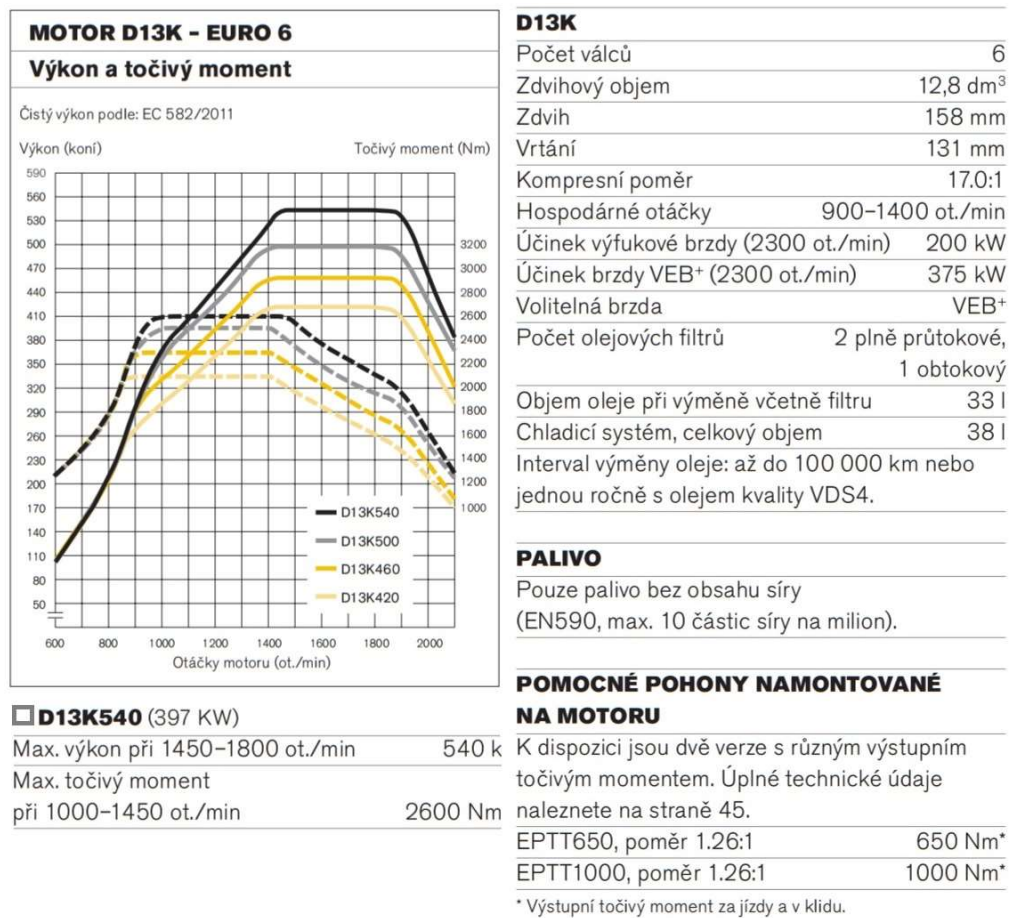 MOTOR D13K – EURO 6
Výkon a točivý moment
Čistý výkon podle: EC 582/2011
Výkon (koní) Točivý moment (Nm)
590
560
530
500 3200
470 3000
440 2800
410 2600
380 2400
350 2200
320 2000
290 1800
260 1600
230 1400
200 1200
170 1000
140
110
80
50
D13K540
D13K500
D13K460
D13K420
600 800 1000 1200 1400 1600 1800 2000
Otáčky motoru (ot./min)
D13K540 (397 KW)
Max. výkon při 1450–1800 ot./min 540 k
Max. točivý moment
při 1000–1450 ot./min 2600 Nm
D13K
Počet válců 6
Zdvihový objem 12,8 dm³
Zdvih 158 mm
Vrtání 131 mm
Kompresní poměr 17.0:1
Hospodárné otáčky 900–1400 ot./min
Účinek výfukové brzdy (2300 ot./min) 200 kW
Účinek brzdy VEB⁺ (2300 ot./min) 375 kW
Volitelná brzda VEB⁺
Počet olejových filtrů 2 plně průtokové,
1 obtokový
Objem oleje při výměně včetně filtru 33 l
Chladicí systém, celkový objem 38 l
Interval výměny oleje: až do 100 000 km nebo
jednou ročně s olejem kvality VDS4.
PALIVO
Pouze palivo bez obsahu síry
(EN590, max. 10 částic síry na milion).
POMOCNÉ POHONY NAMONTOVANÉ
NA MOTORU
K dispozici jsou dvě verze s různým výstupním
točivým momentem. Úplné technické údaje
naleznete na straně 45.
EPTT650, poměr 1.26:1 650 Nm*
EPTT1000, poměr 1.26:1 1000 Nm*
* Výstupní točivý moment za jízdy a v klidu.